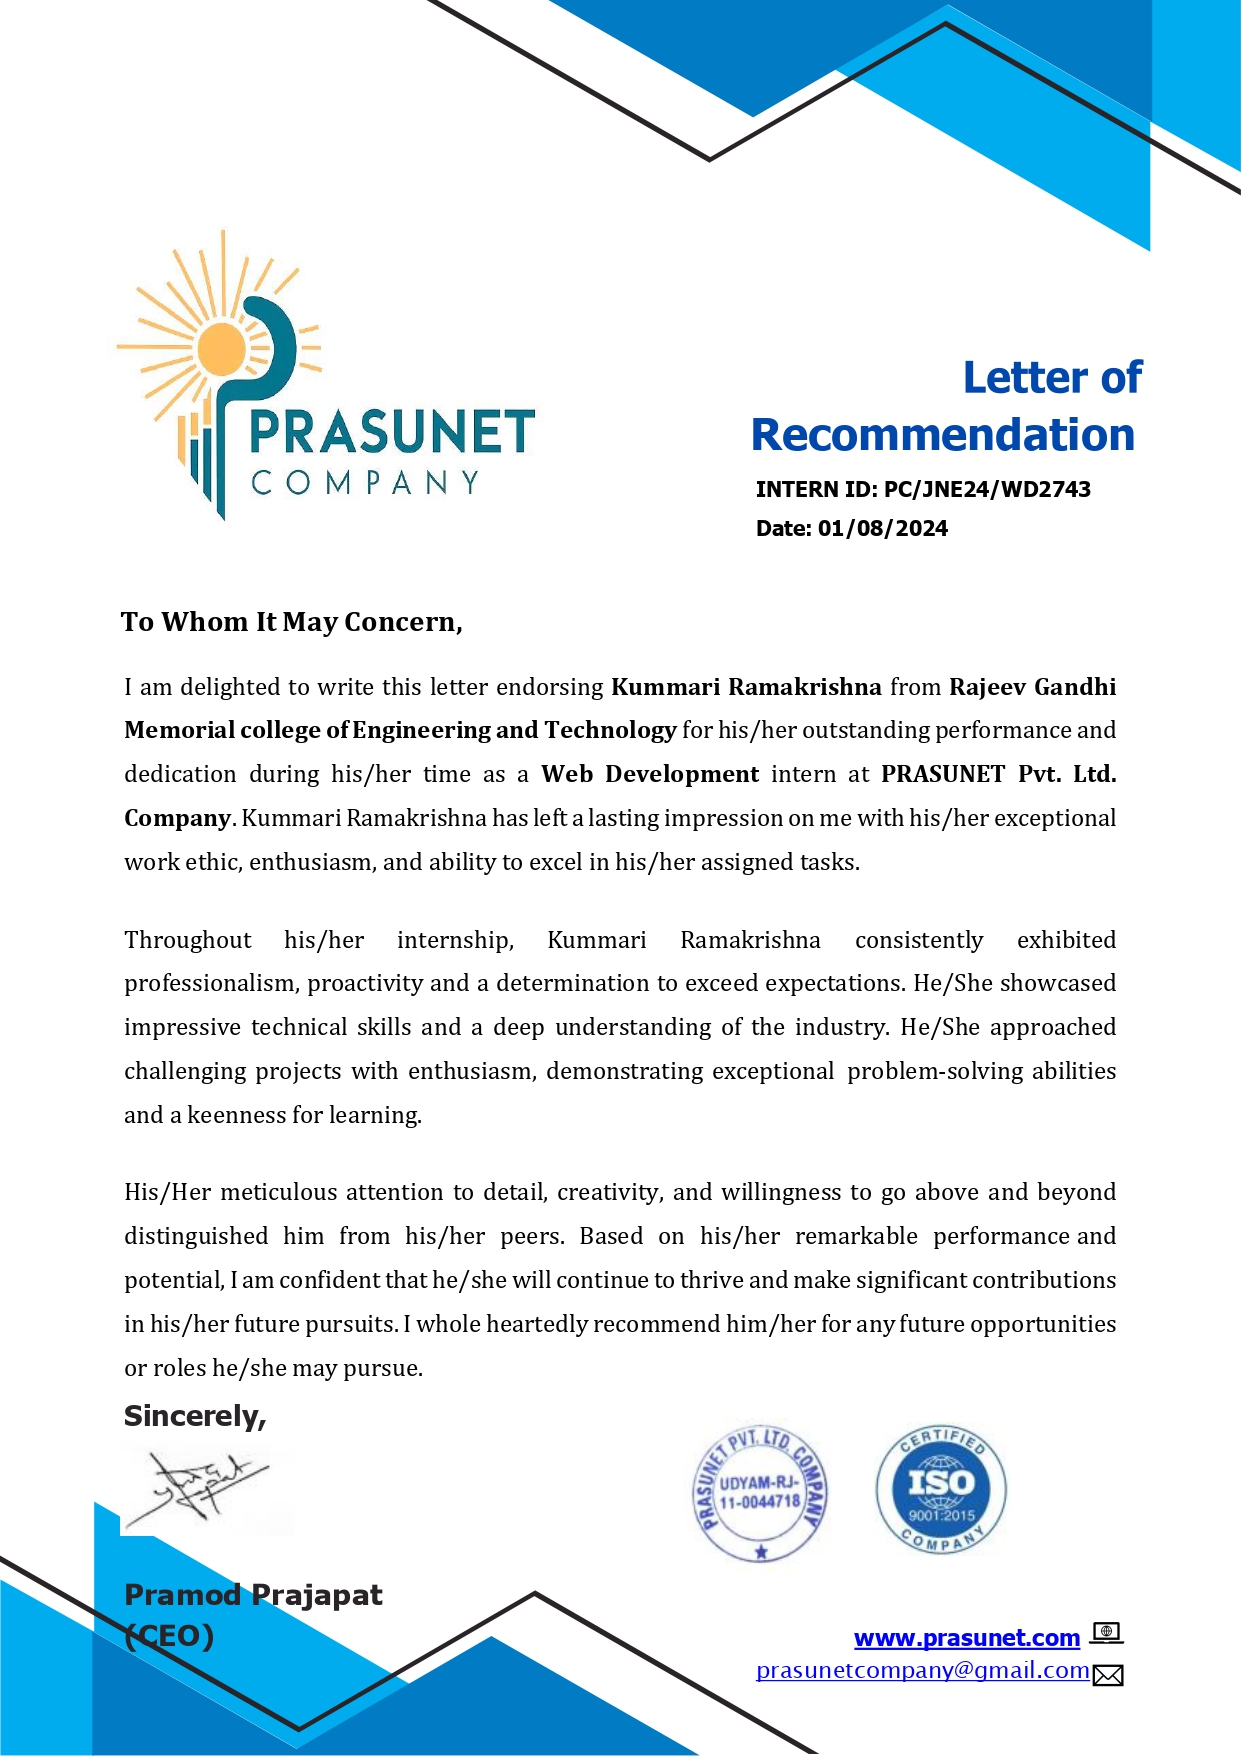 PRASUNET
COMPANY
Letter of
Recommendation
INTERN ID: PC/JNE24/WD2743
Date: 01/08/2024
To Whom It May Concern,
I am delighted to write this letter endorsing Kummari Ramakrishna from Rajeev Gandhi
Memorial college of Engineering and Technology for his/her outstanding performance and
dedication during his/her time as a Web Development intern at PRASUNET Pvt. Ltd.
Company. Kummari Ramakrishna has left a lasting impression on me with his/her exceptional
work ethic, enthusiasm, and ability to excel in his/her assigned tasks.
Throughout his/her internship, Kummari Ramakrishna consistently exhibited
professionalism, proactivity and a determination to exceed expectations. He/She showcased
impressive technical skills and a deep understanding of the industry. He/She approached
challenging projects with enthusiasm, demonstrating exceptional problem-solving abilities
and a keenness for learning.
His/Her meticulous attention to detail, creativity, and willingness to go above and beyond
distinguished him from his/her peers. Based on his/her remarkable performance and
potential, I am confident that he/she will continue to thrive and make significant contributions
in his/her future pursuits. I whole heartedly recommend him/her for any future opportunities
or roles he/she may pursue.
Sincerely,
PRASUNET PVT. LTD. COMPANY
UDYAM-RJ-
11-0044718
CERTIFIED
ISO
9001:2015
COMPANY
Pramod Prajapat
(CEO)
www.prasunet.com
prasunetcompany@gmail.com